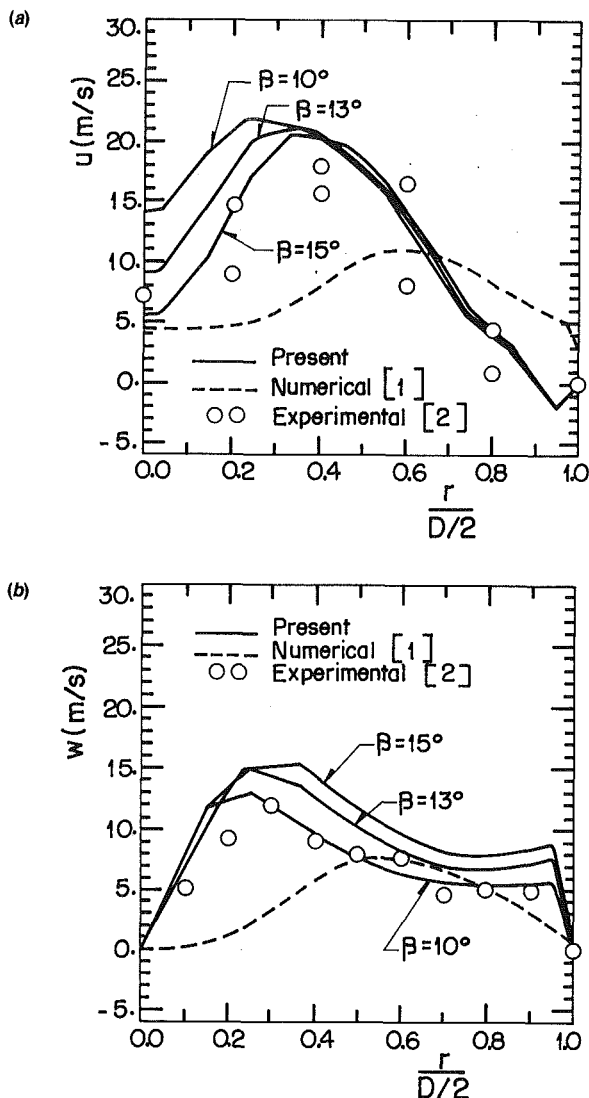 (a)
30.
25.
20.
15.
10.
5.
0.
-5.
u (m/s)
β=10°
β=13°
β=15°
Present
Numerical [1]
Experimental [2]
0.0 0.2 0.4 0.6 0.8 1.0
r
D/2
(b)
30.
25.
20.
15.
10.
5.
0.
-5.
w (m/s)
Present
Numerical [1]
Experimental [2]
β=15°
β=13°
β=10°
0.0 0.2 0.4 0.6 0.8 1.0
r
D/2